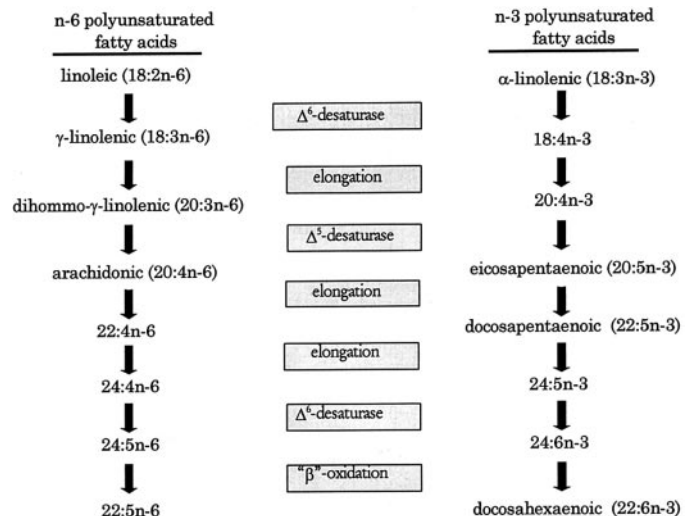 n-6 polyunsaturated
fatty acids
linoleic (18:2n-6)
γ-linolenic (18:3n-6)
dihommo-γ-linolenic (20:3n-6)
arachidonic (20:4n-6)
22:4n-6
24:4n-6
24:5n-6
22:5n-6
Δ⁶-desaturase
elongation
Δ⁵-desaturase
elongation
elongation
Δ⁶-desaturase
"β"-oxidation
n-3 polyunsaturated
fatty acids
α-linolenic (18:3n-3)
18:4n-3
20:4n-3
eicosapentaenoic (20:5n-3)
docosapentaenoic (22:5n-3)
24:5n-3
24:6n-3
docosahexaenoic (22:6n-3)